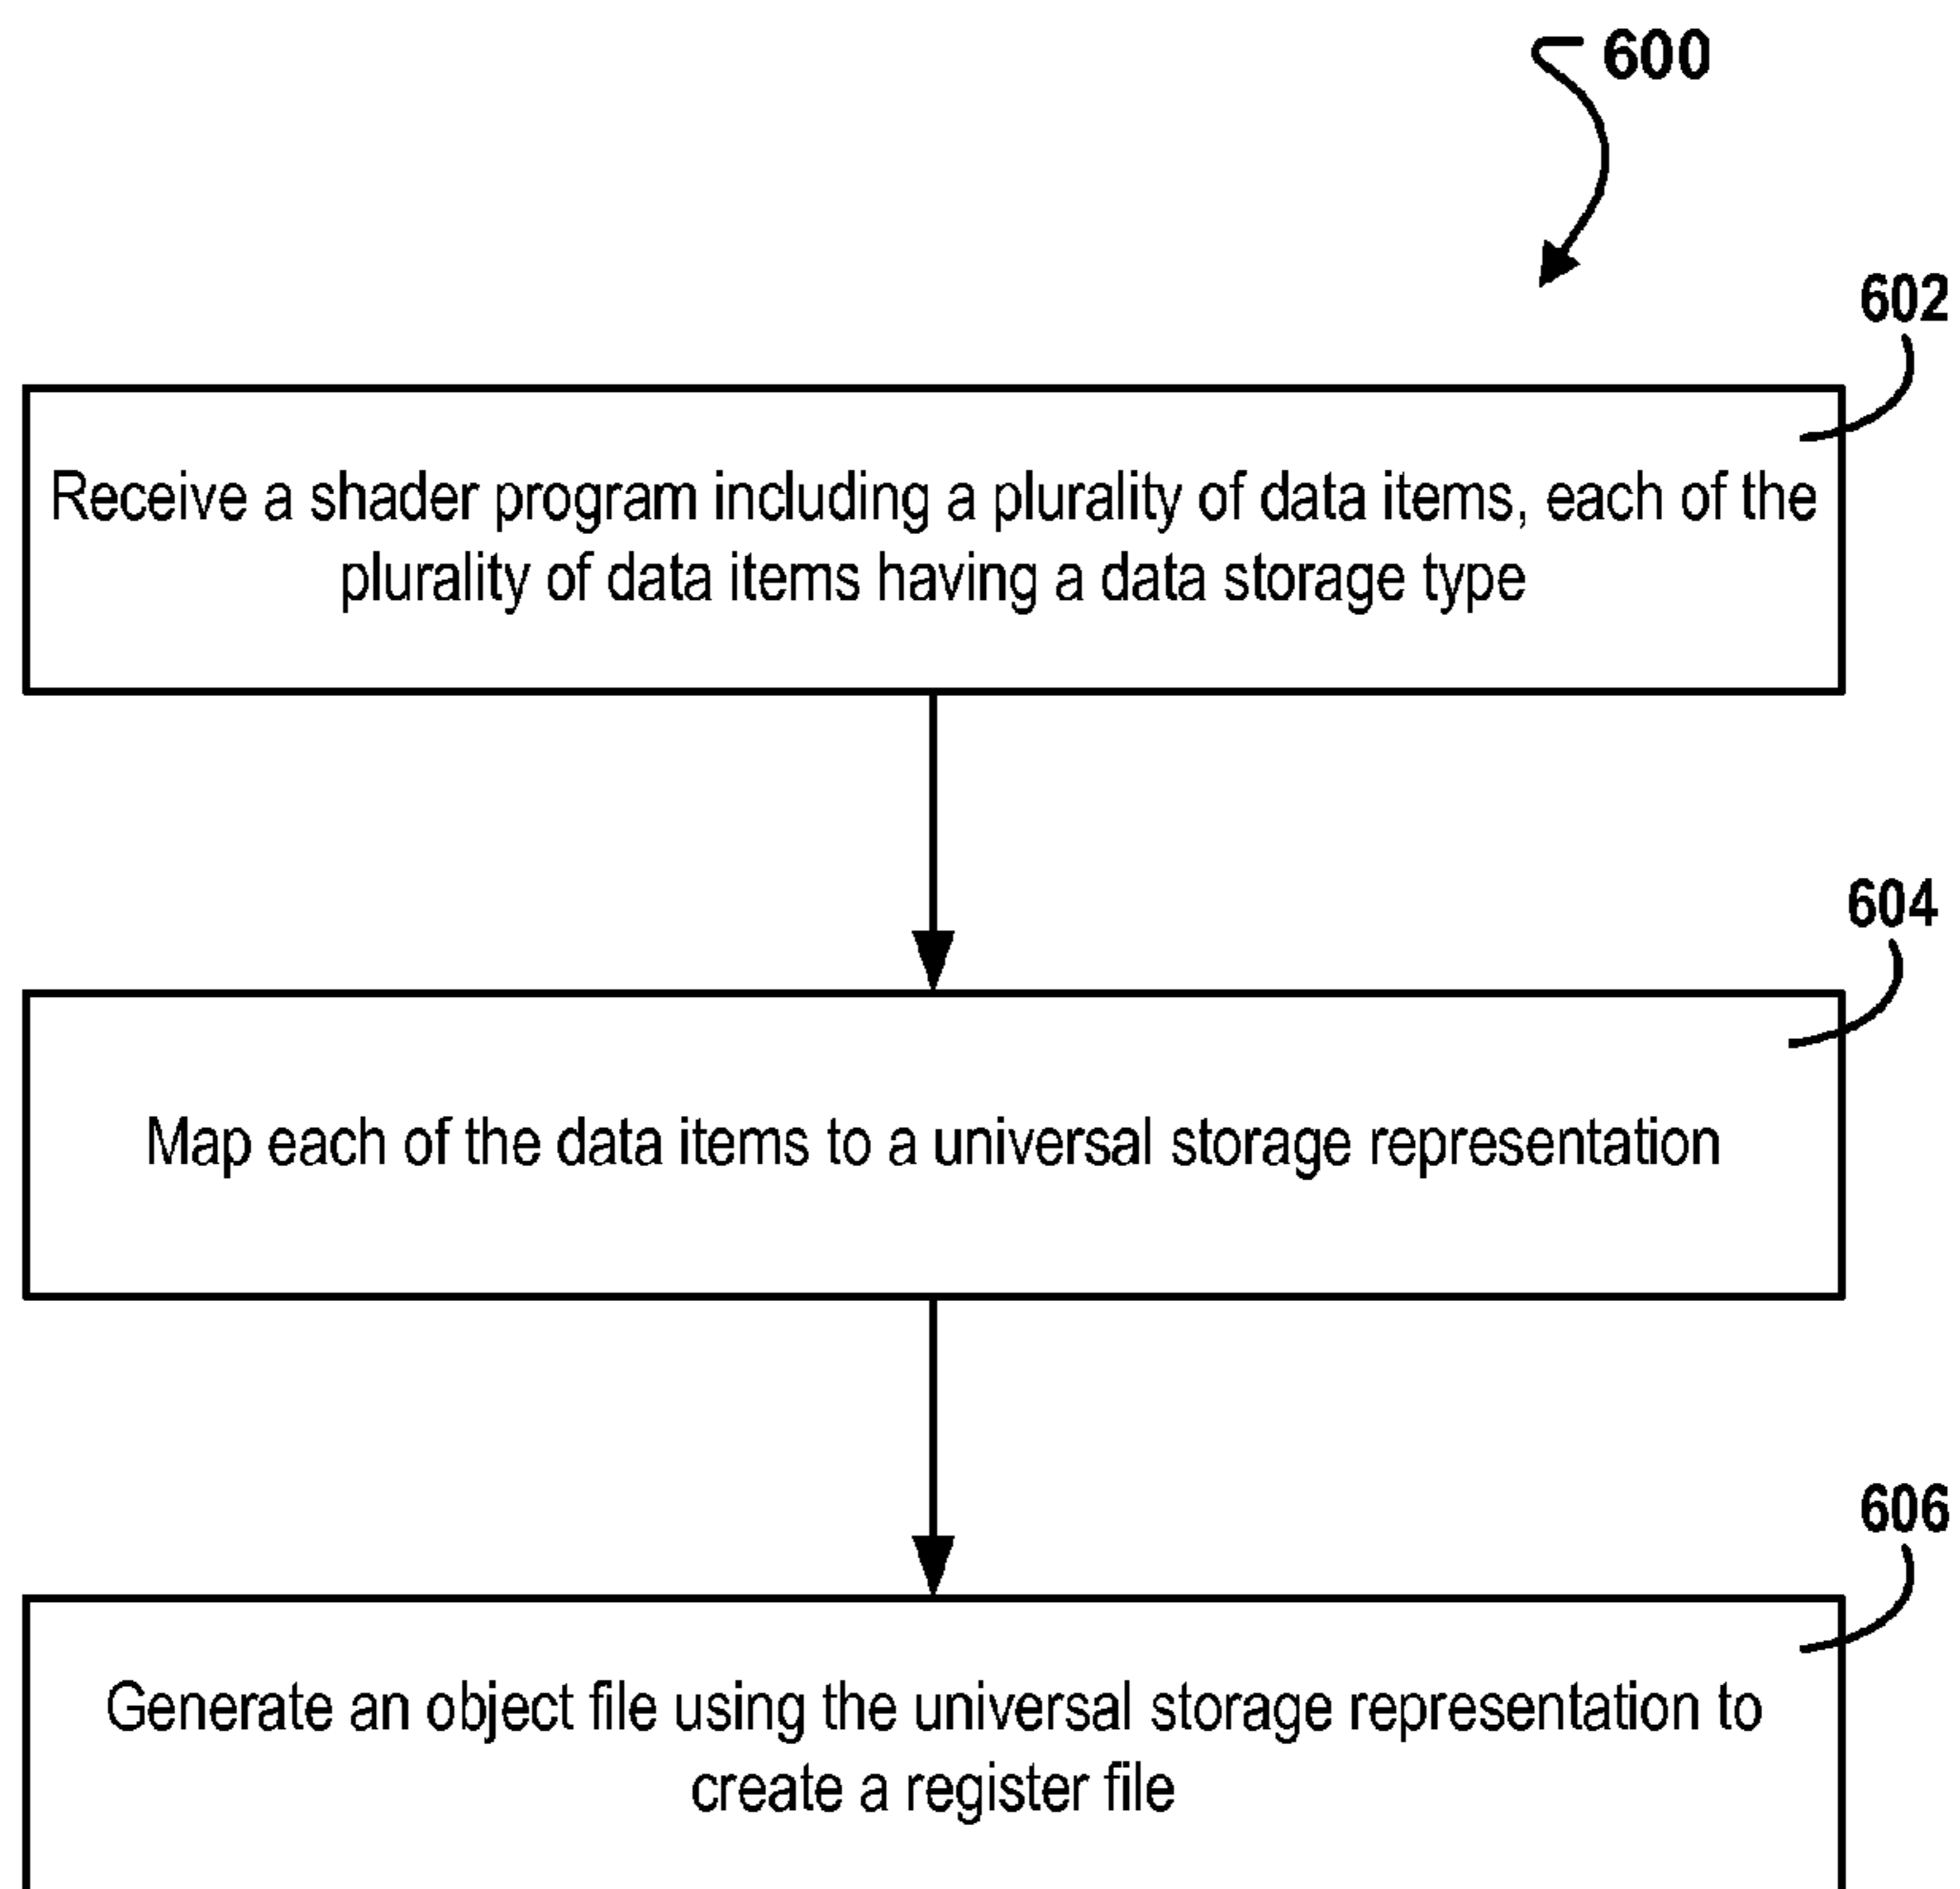 600
602
Receive a shader program including a plurality of data items, each of the
plurality of data items having a data storage type
604
Map each of the data items to a universal storage representation
606
Generate an object file using the universal storage representation to
create a register file